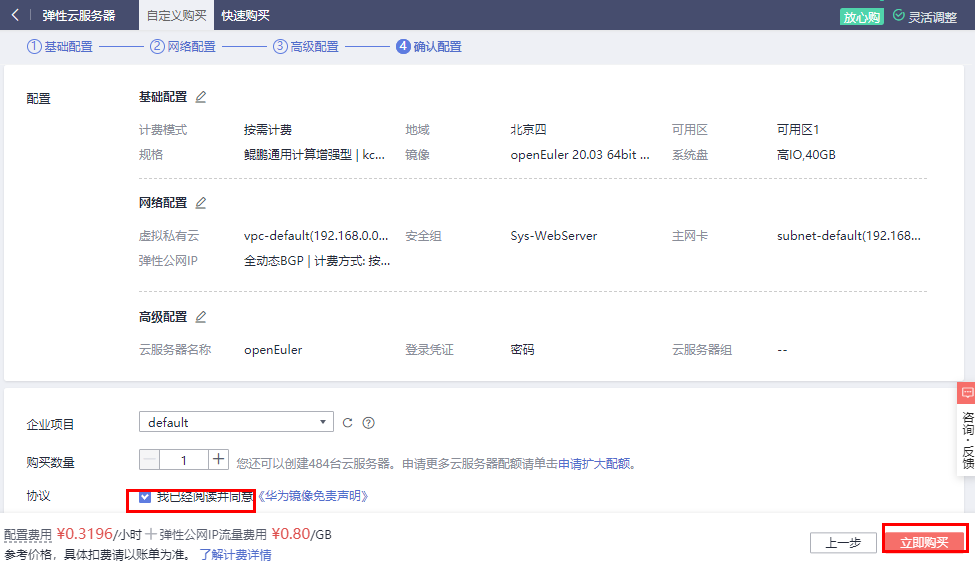 弹性云服务器 自定义购买 快速购买 放心购 灵活调整
1 基础配置 2 网络配置 3 高级配置 4 确认配置
配置 基础配置
计费模式 按需计费 地域 北京四 可用区 可用区1
规格 鲲鹏通用计算增强型 | kc... 镜像 openEuler 20.03 64bit ... 系统盘 高IO,40GB
网络配置
虚拟私有云 vpc-default(192.168.0.0... 安全组 Sys-WebServer 主网卡 subnet-default(192.168...
弹性公网IP 全动态BGP | 计费方式: 按...
高级配置
云服务器名称 openEuler 登录凭证 密码 云服务器组 --
咨询·反馈
企业项目 default
购买数量 1 + 您还可以创建484台云服务器。申请更多云服务器配额请单击申请扩大配额。
协议 我已经阅读并同意《华为镜像免责声明》
配置费用 ¥0.3196/小时 + 弹性公网IP流量费用 ¥0.80/GB
参考价格，具体扣费请以账单为准。 了解计费详情
上一步 立即购买